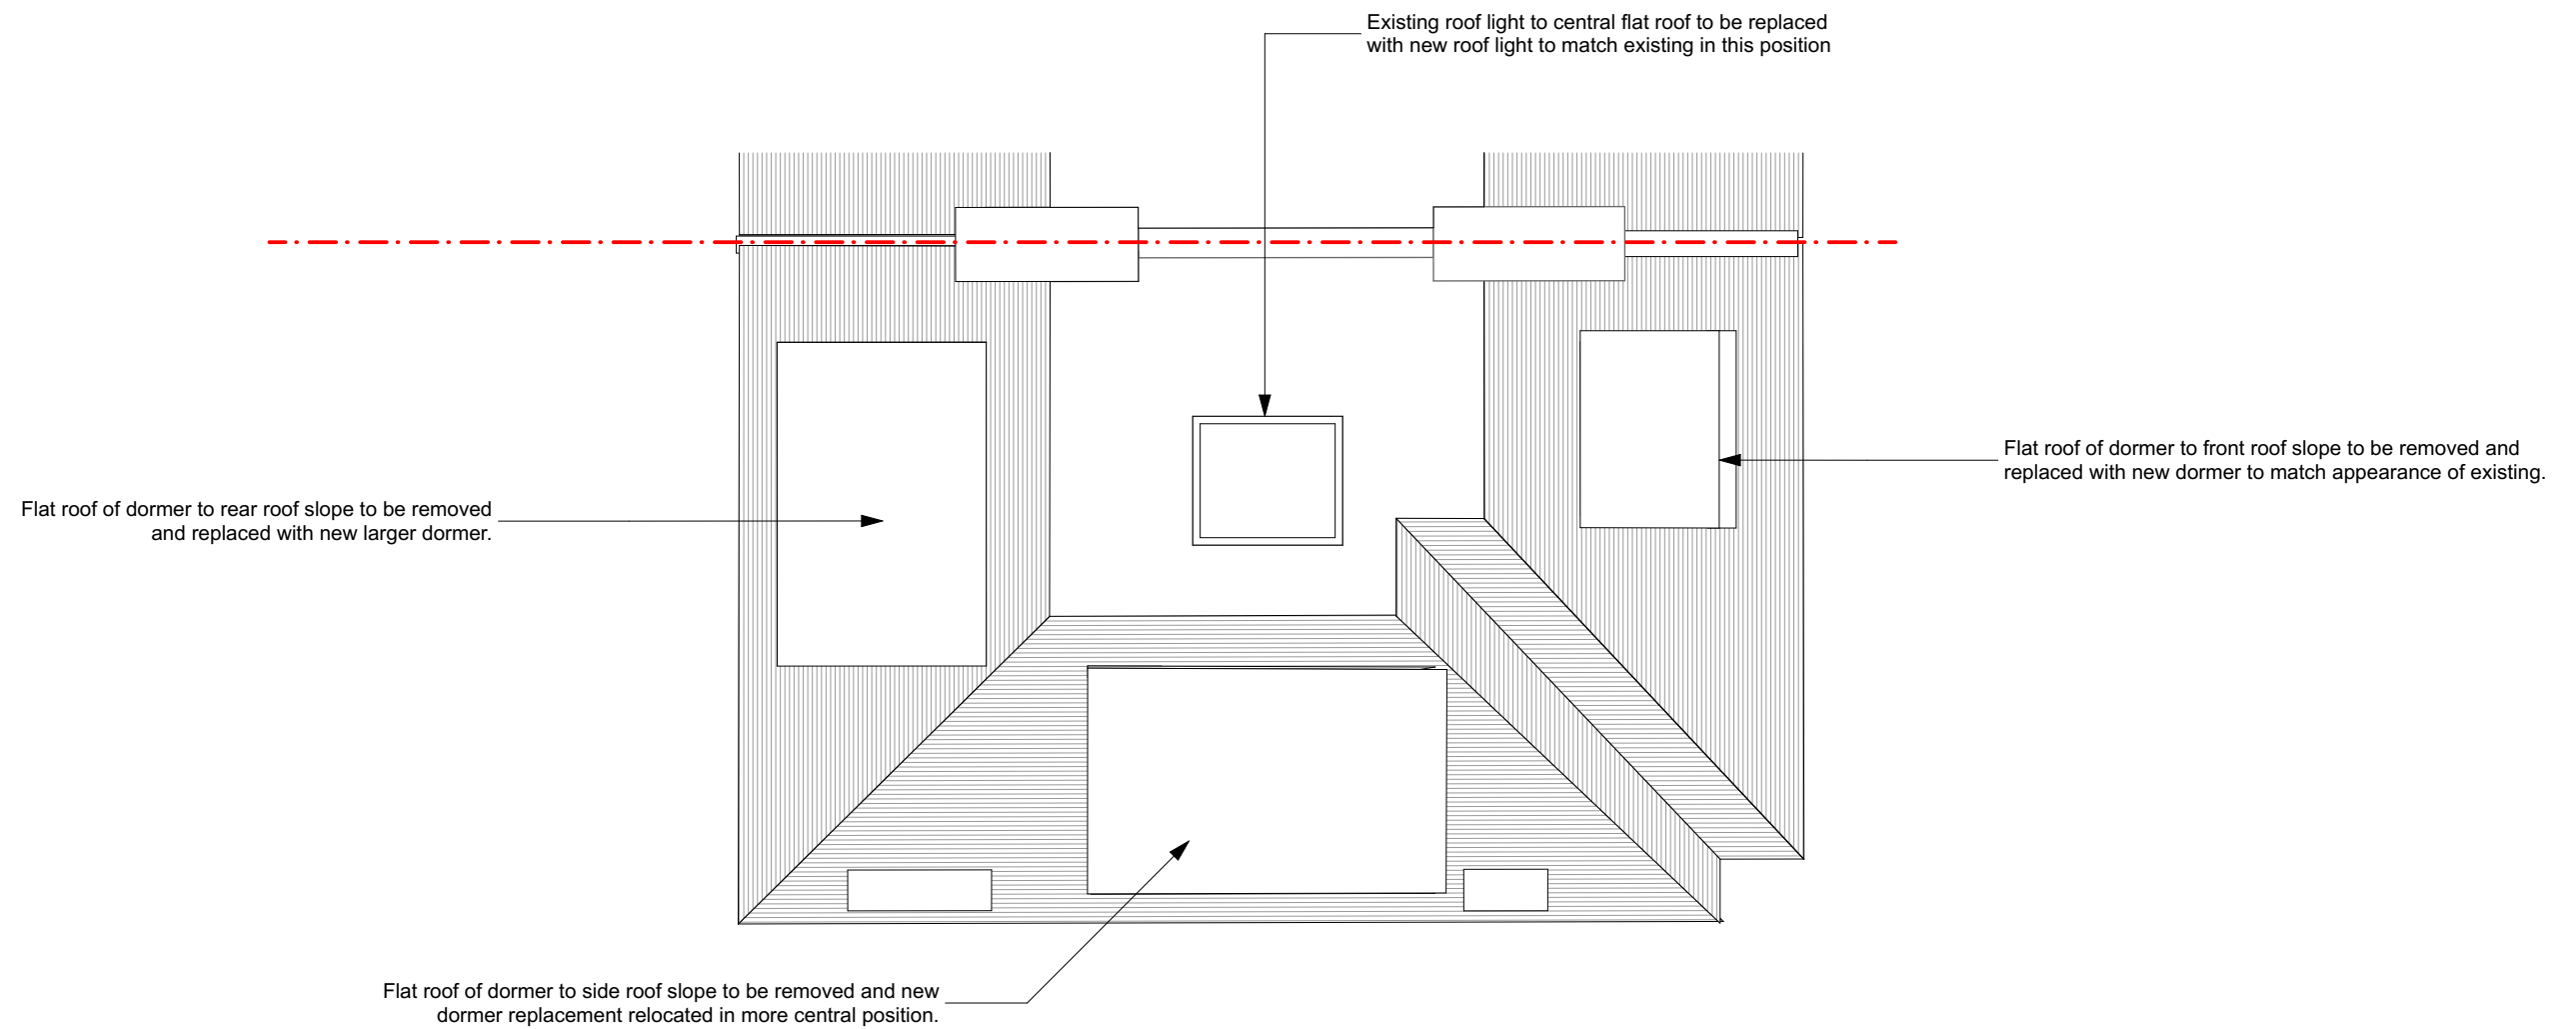 Existing roof light to central flat roof to be replaced
with new roof light to match existing in this position
Flat roof of dormer to front roof slope to be removed and
replaced with new dormer to match appearance of existing.
Flat roof of dormer to rear roof slope to be removed
and replaced with new larger dormer.
Flat roof of dormer to side roof slope to be removed and new
dormer replacement relocated in more central position.